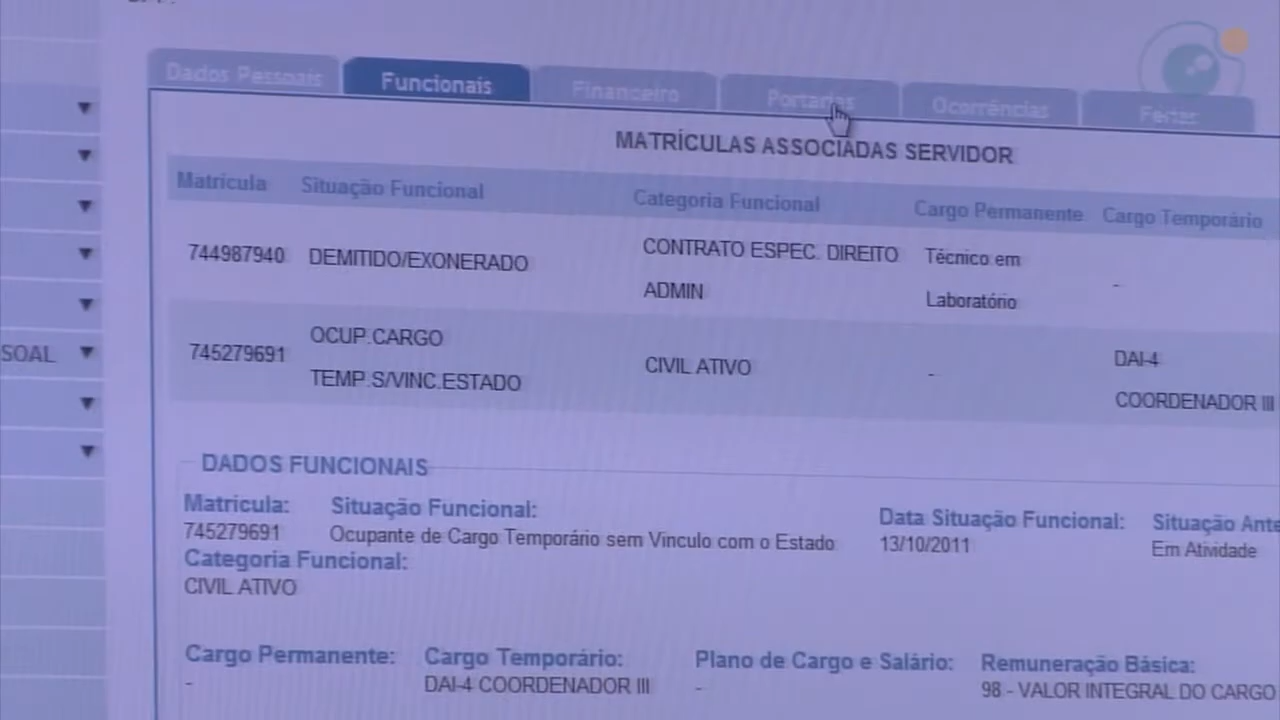 Dados Pessoais Funcionais Financeiro Portarias Ocorrências Férias
MATRÍCULAS ASSOCIADAS SERVIDOR
Matrícula Situação Funcional Categoria Funcional Cargo Permanente Cargo Temporário
744987940 DEMITIDO/EXONERADO CONTRATO ESPEC. DIREITO Técnico em -
ADMIN Laboratório
745279691 OCUP.CARGO CIVIL ATIVO - DAI-4
TEMP.S/VINC.ESTADO COORDENADOR III
SOAL
DADOS FUNCIONAIS
Matrícula: Situação Funcional: Data Situação Funcional: Situação Ante
745279691 Ocupante de Cargo Temporário sem Vinculo com o Estado 13/10/2011 Em Atividade
Categoria Funcional:
CIVIL ATIVO
Cargo Permanente: Cargo Temporário: Plano de Cargo e Salário: Remuneração Básica:
- DAI-4 COORDENADOR III - 98 - VALOR INTEGRAL DO CARGO